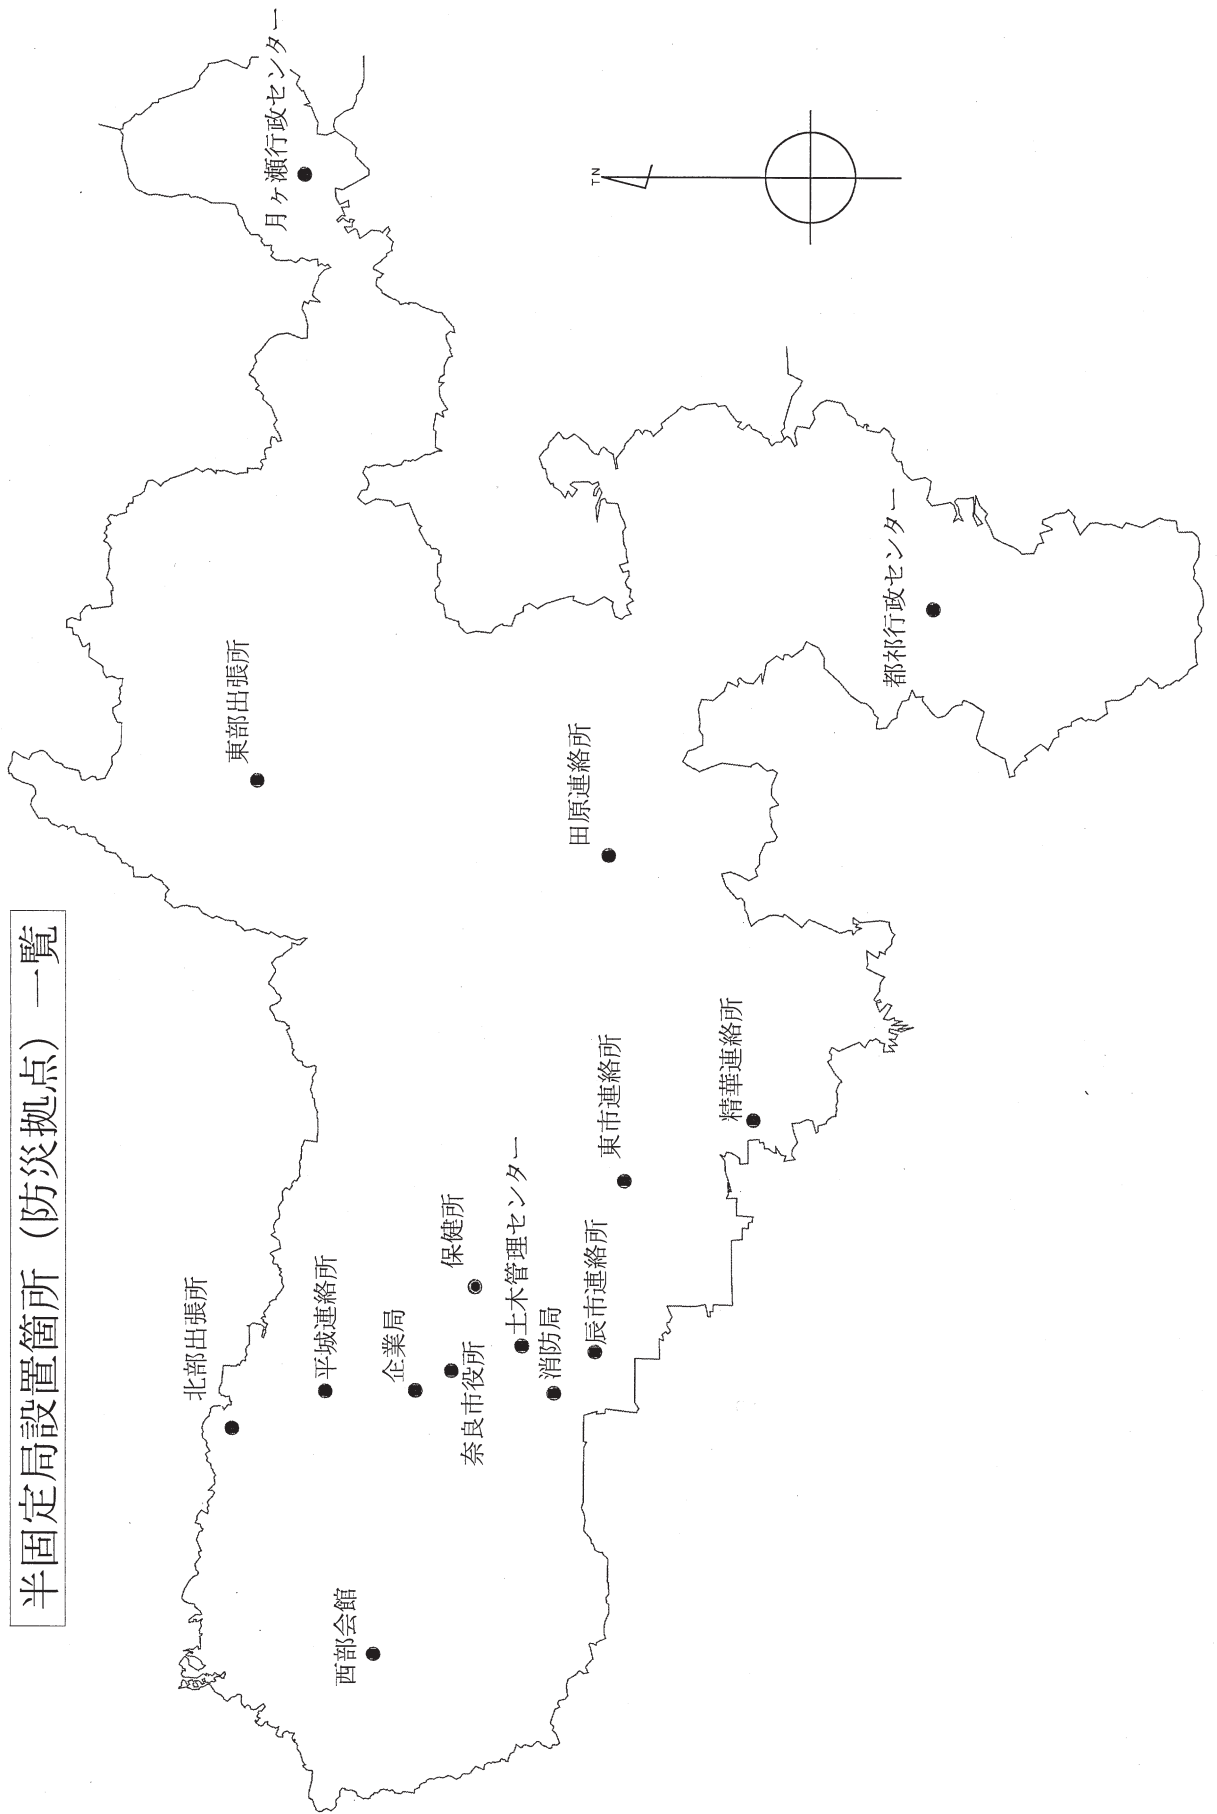 半固定局設置箇所（防災拠点）一覧
月ヶ瀬行政センター
TN
東部出張所
北部出張所
平城連絡所
西部会館
企業局
保健所
奈良市役所
土木管理センター
消防局
田原連絡所
辰市連絡所
東市連絡所
精華連絡所
都祁行政センター